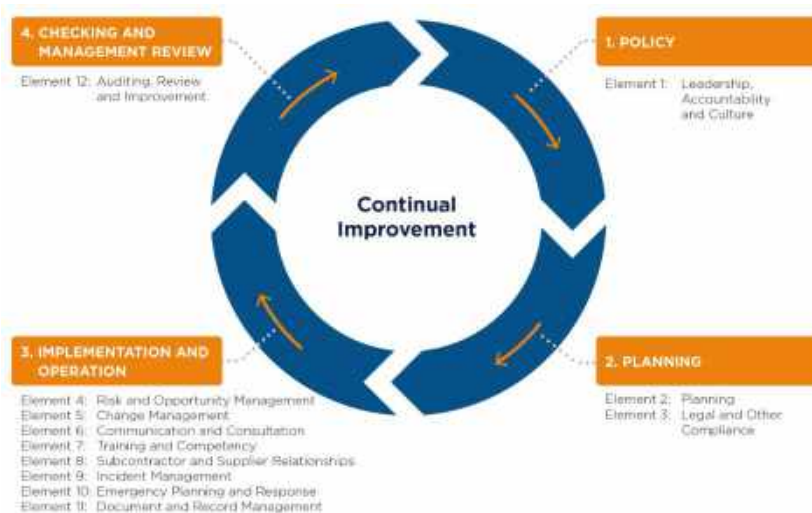 4. CHECKING AND
MANAGEMENT REVIEW
Element 12: Auditing, Review
and Improvement
1. POLICY
Element 1: Leadership,
Accountability
and Culture
Continual
Improvement
3. IMPLEMENTATION AND
OPERATION
Element 4: Risk and Opportunity Management
Element 5: Change Management
Element 6: Communication and Consultation
Element 7: Training and Competency
Element 8: Subcontractor and Supplier Relationships
Element 9: Incident Management
Element 10: Emergency Planning and Response
Element 11: Document and Record Management
2. PLANNING
Element 2: Planning
Element 3: Legal and Other
Compliance